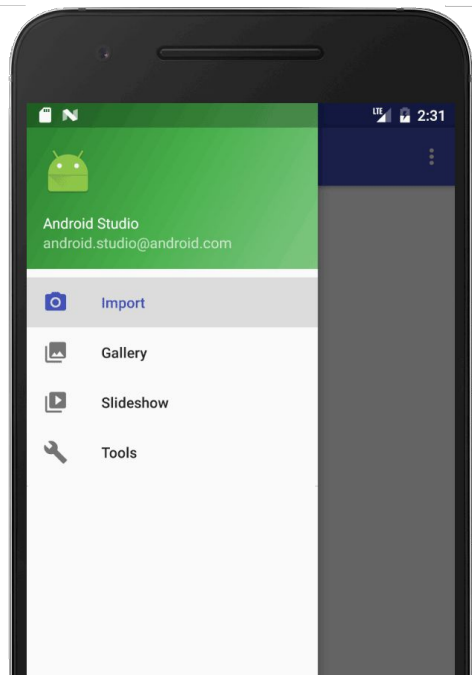 LTE 2:31
Android Studio
android.studio@android.com
Import
Gallery
Slideshow
Tools